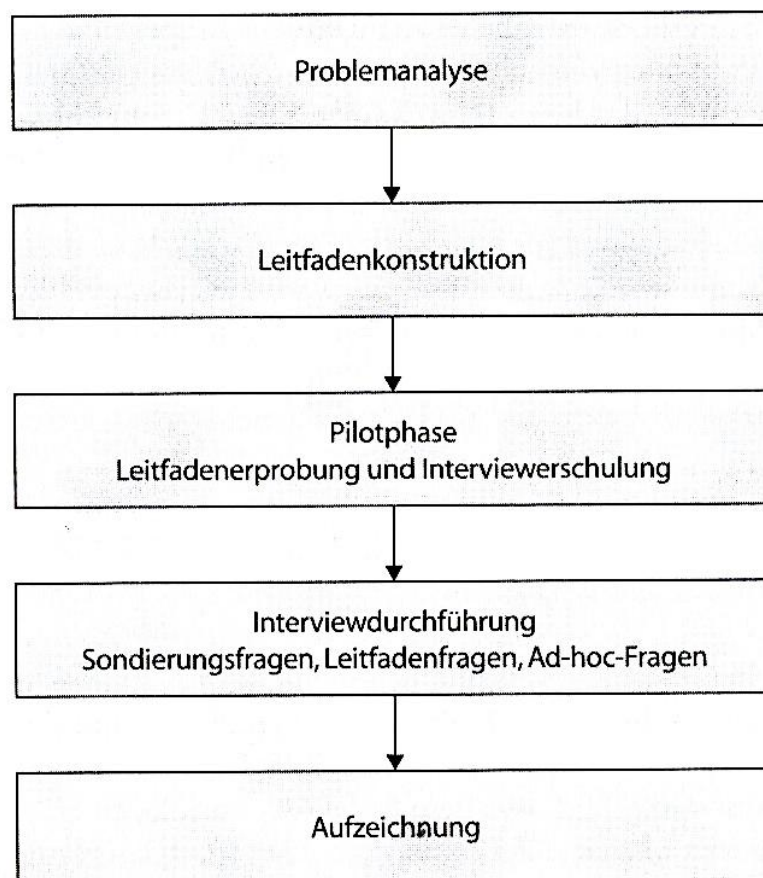 Problemanalyse
Leitfadenkonstruktion
Pilotphase
Leitfadenerprobung und Interviewerschulung
Interviewdurchführung
Sondierungsfragen, Leitfadenfragen, Ad-hoc-Fragen
Aufzeichnung